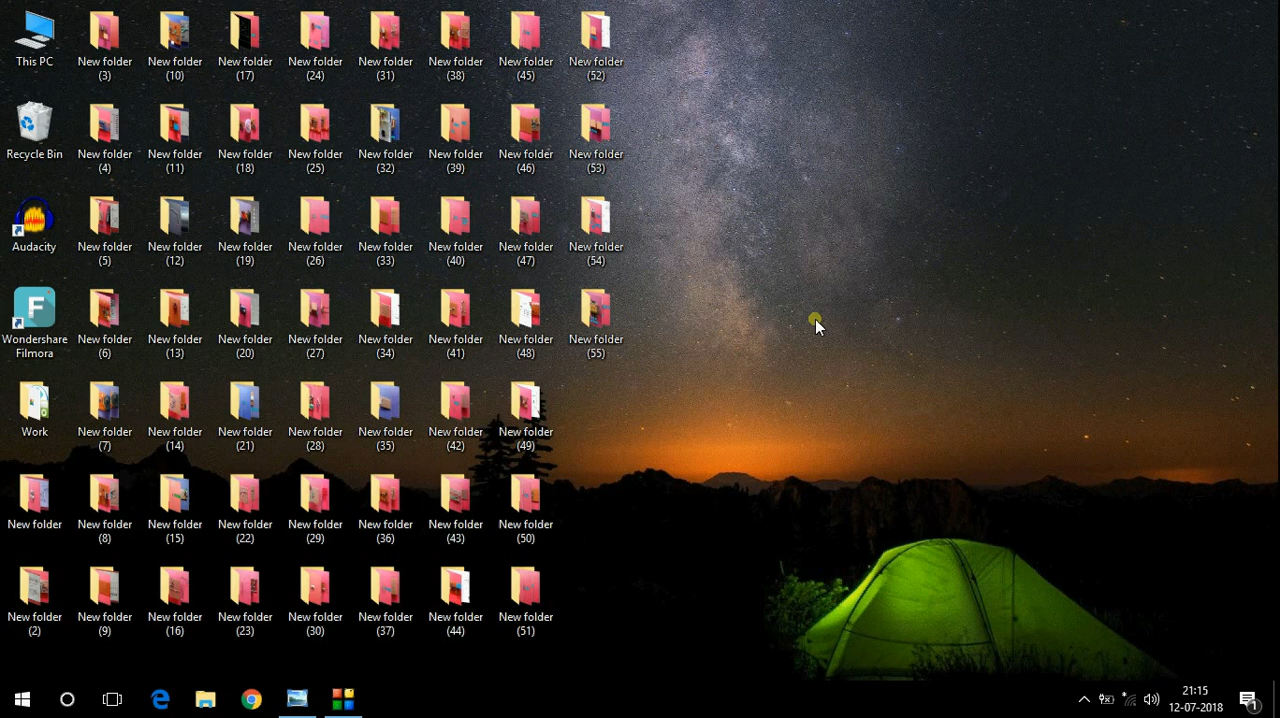 This PC
New folder
(3)
New folder
(10)
New folder
(17)
New folder
(24)
New folder
(31)
New folder
(38)
New folder
(45)
New folder
(52)
Recycle Bin
New folder
(4)
New folder
(11)
New folder
(18)
New folder
(25)
New folder
(32)
New folder
(39)
New folder
(46)
New folder
(53)
Audacity
New folder
(5)
New folder
(12)
New folder
(19)
New folder
(26)
New folder
(33)
New folder
(40)
New folder
(47)
New folder
(54)
Wondershare
Filmora
New folder
(6)
New folder
(13)
New folder
(20)
New folder
(27)
New folder
(34)
New folder
(41)
New folder
(48)
New folder
(55)
Work
New folder
(7)
New folder
(14)
New folder
(21)
New folder
(28)
New folder
(35)
New folder
(42)
New folder
(49)
New folder
New folder
(8)
New folder
(15)
New folder
(22)
New folder
(29)
New folder
(36)
New folder
(43)
New folder
(50)
New folder
(2)
New folder
(9)
New folder
(16)
New folder
(23)
New folder
(30)
New folder
(37)
New folder
(44)
New folder
(51)
21:15
12-07-2018
1